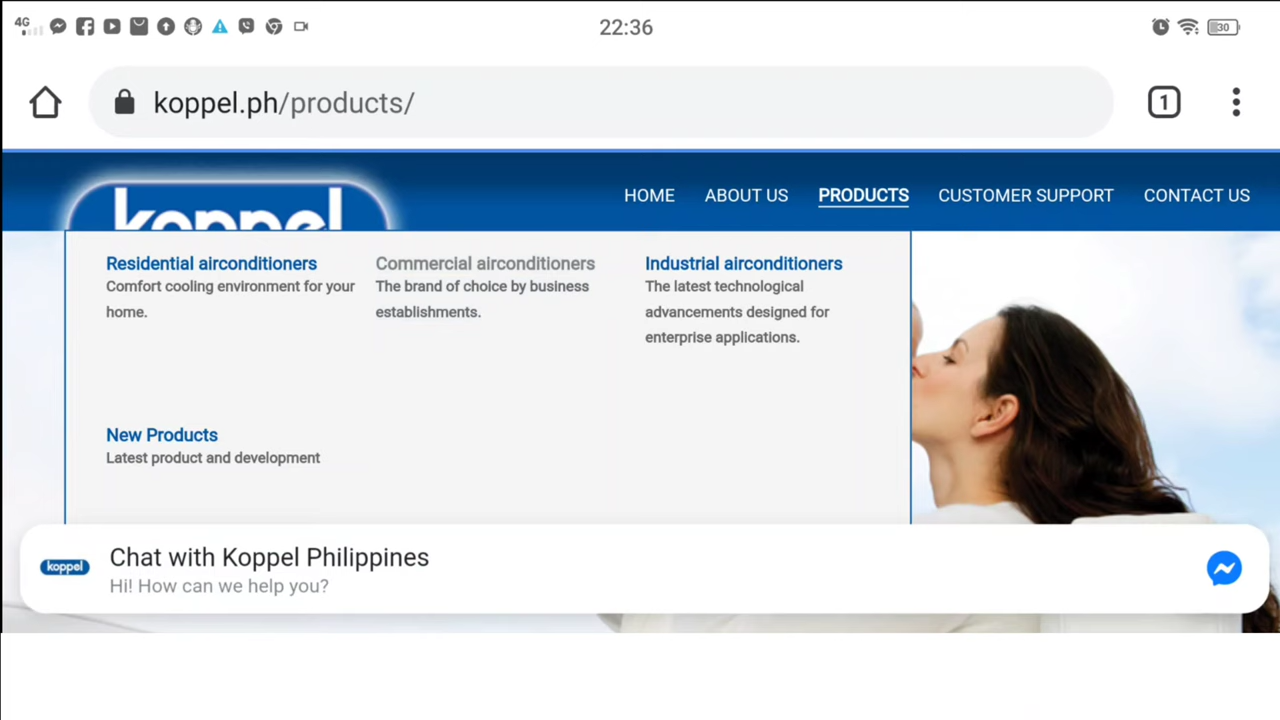 4G
22:36
30
koppel.ph/products/
1
koppel
HOME ABOUT US PRODUCTS CUSTOMER SUPPORT CONTACT US
Residential airconditioners
Comfort cooling environment for your
home.
Commercial airconditioners
The brand of choice by business
establishments.
Industrial airconditioners
The latest technological
advancements designed for
enterprise applications.
New Products
Latest product and development
koppel
Chat with Koppel Philippines
Hi! How can we help you?